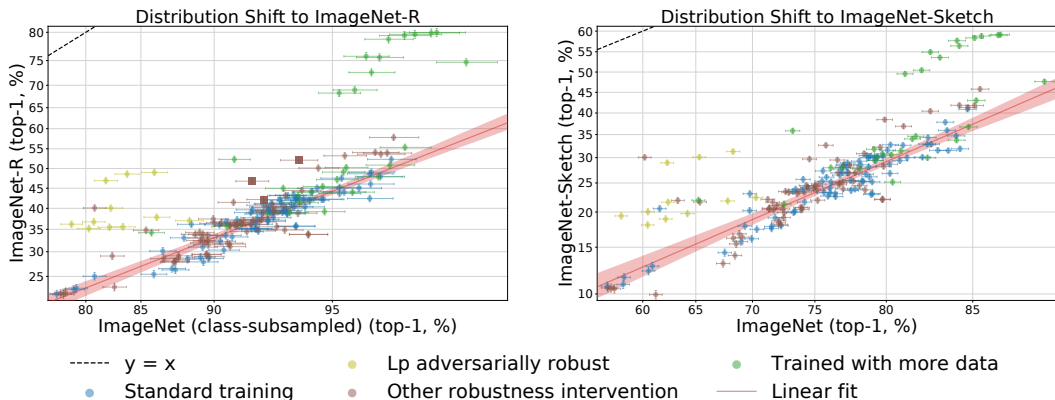 Distribution Shift to ImageNet-R
ImageNet-R (top-1, %)
80
75
70
65
60
55
50
45
40
35
30
25
80
85
90
95
ImageNet (class-subsampled) (top-1, %)
Distribution Shift to ImageNet-Sketch
ImageNet-Sketch (top-1, %)
60
55
50
45
40
35
30
25
20
15
10
60
65
70
75
80
85
ImageNet (top-1, %)
y = x
Lp adversarially robust
Trained with more data
Standard training
Other robustness intervention
Linear fit